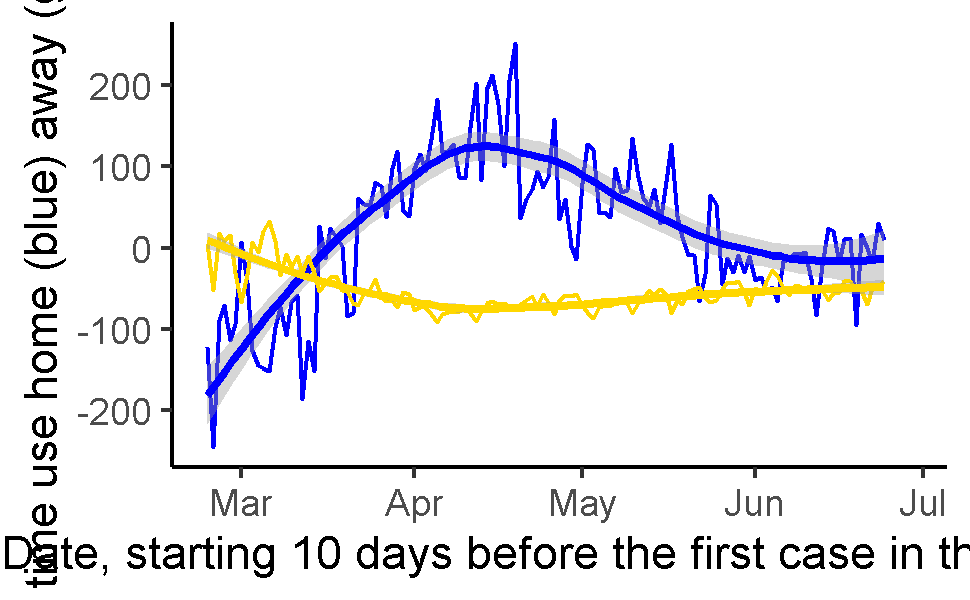 time use home (blue) away (
200
100
0
-100
-200
Mar Apr May Jun Jul
Date, starting 10 days before the first case in th